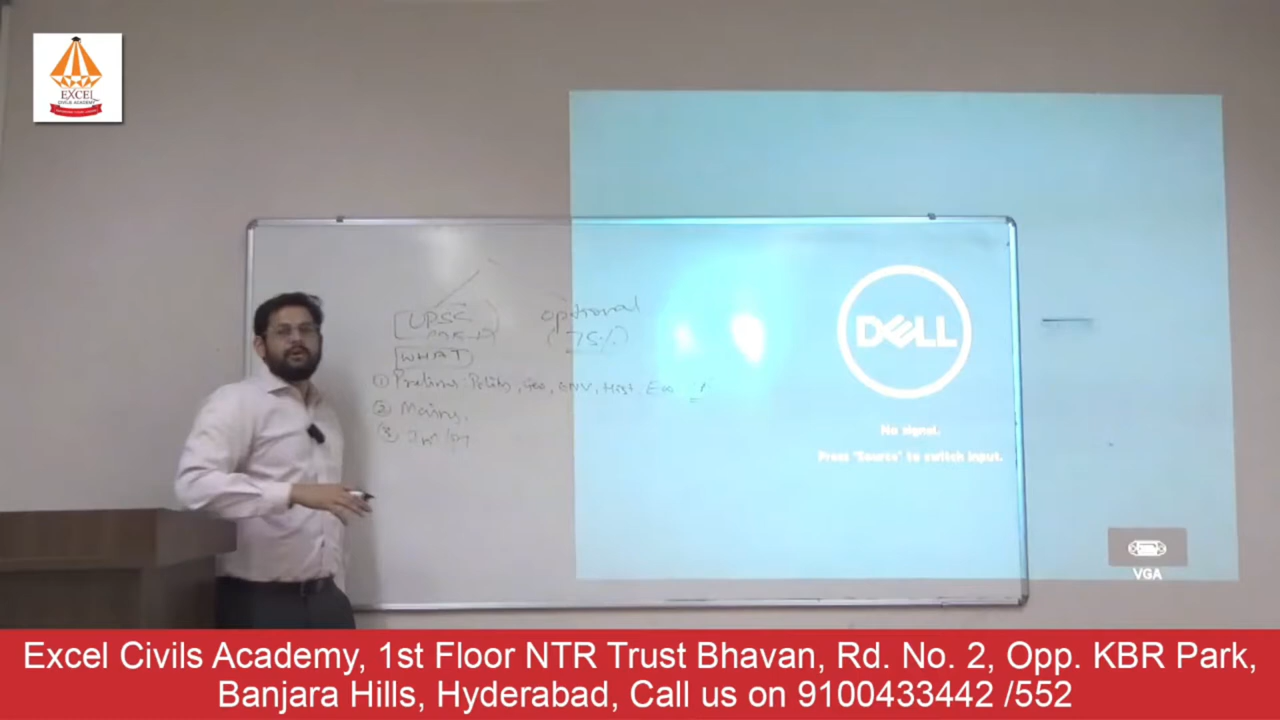 EXCEL
CIVILS ACADEMY
UPSC
optional
(75%)
WHAT
① Prelims: Polity, Geo, ENV, Hist, Eco
② Mains,
③
DELL
No signal.
Press "Source" to switch input.
VGA
Excel Civils Academy, 1st Floor NTR Trust Bhavan, Rd. No. 2, Opp. KBR Park,
Banjara Hills, Hyderabad, Call us on 9100433442 /552